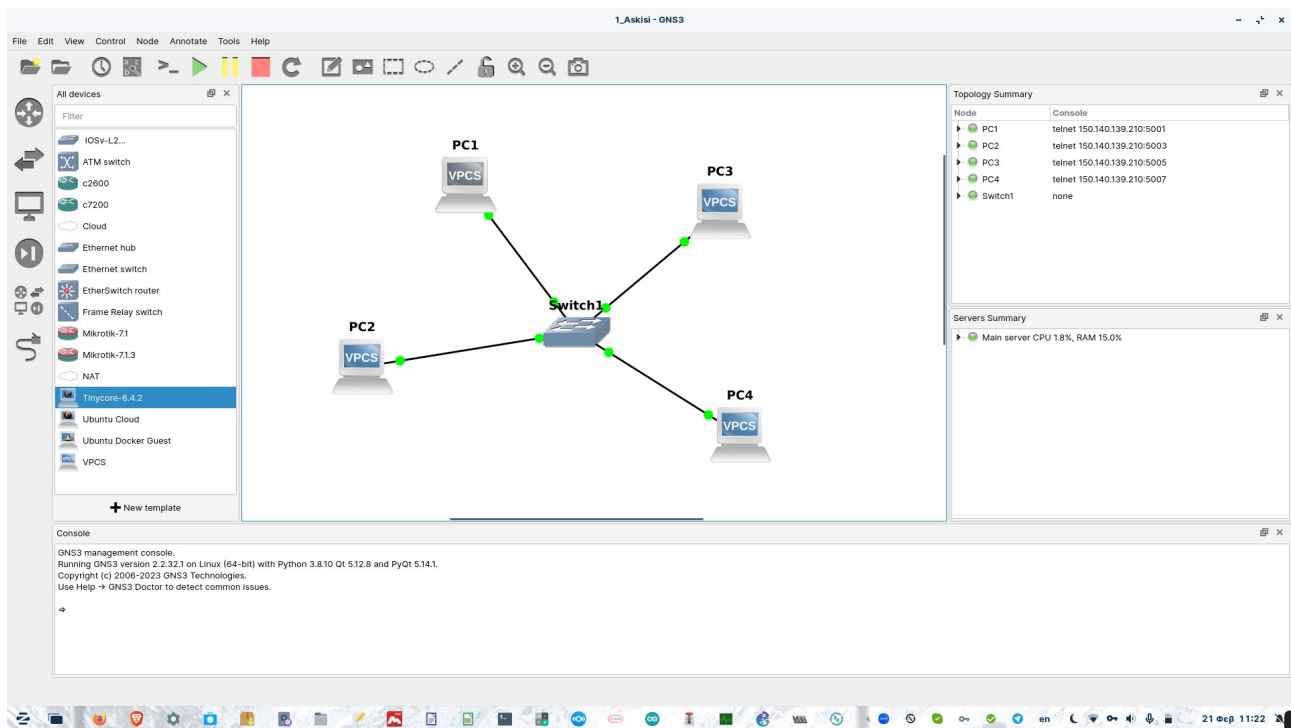 1_Askisi - GNS3
File Edit View Control Node Annotate Tools Help
All devices
Filter
IOSv-L2...
ATM switch
c2600
c7200
Cloud
Ethernet hub
Ethernet switch
EtherSwitch router
Frame Relay switch
Mikrotik-7.1
Mikrotik-7.1.3
NAT
Tinycore-6.4.2
Ubuntu Cloud
Ubuntu Docker Guest
VPCS
New template
PC1
VPCS
PC3
VPCS
Switch1
PC2
VPCS
PC4
VPCS
Topology Summary
Node Console
PC1 telnet 150.140.139.210:5001
PC2 telnet 150.140.139.210:5003
PC3 telnet 150.140.139.210:5005
PC4 telnet 150.140.139.210:5007
Switch1 none
Servers Summary
Main server CPU 1.8%, RAM 15.0%
Console
GNS3 management console.
Running GNS3 version 2.2.32.1 on Linux (64-bit) with Python 3.8.10 Qt 5.12.8 and PyQt 5.14.1.
Copyright (c) 2006-2023 GNS3 Technologies.
Use Help → GNS3 Doctor to detect common issues.
⇒
en 21 Φεβ 11:22